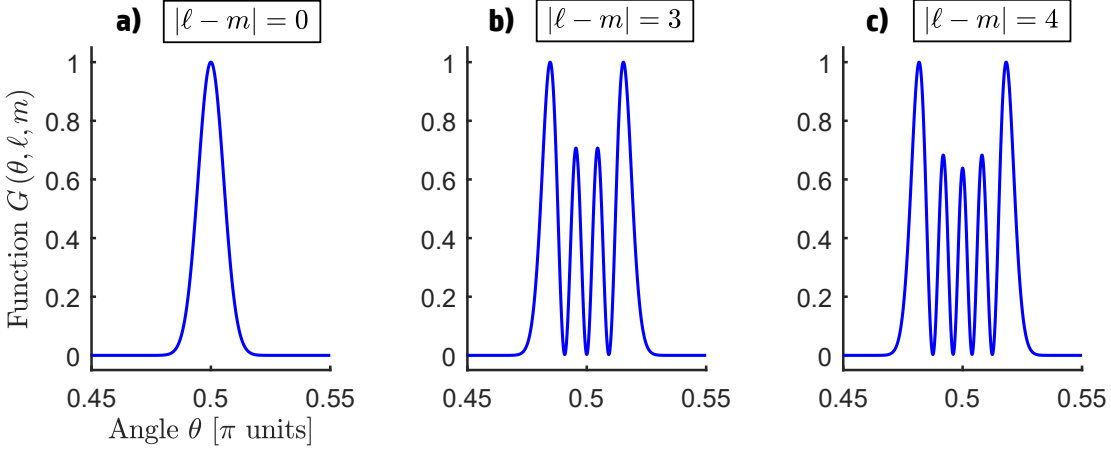 a) |ℓ − m| = 0
b) |ℓ − m| = 3
c) |ℓ − m| = 4
Function G (θ, ℓ, m)
1
0.8
0.6
0.4
0.2
0
0.45 0.5 0.55
Angle θ [π units]
1
0.8
0.6
0.4
0.2
0
0.45 0.5 0.55
1
0.8
0.6
0.4
0.2
0
0.45 0.5 0.55